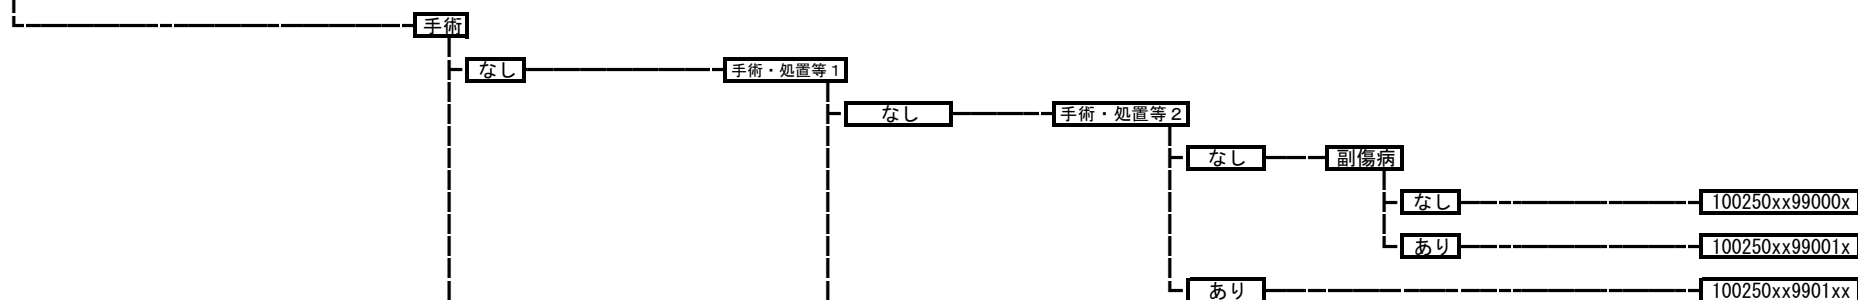 手術
なし 手術・処置等１
なし 手術・処置等２
なし 副傷病
なし 100250xx99000x
あり 100250xx99001x
あり 100250xx9901xx